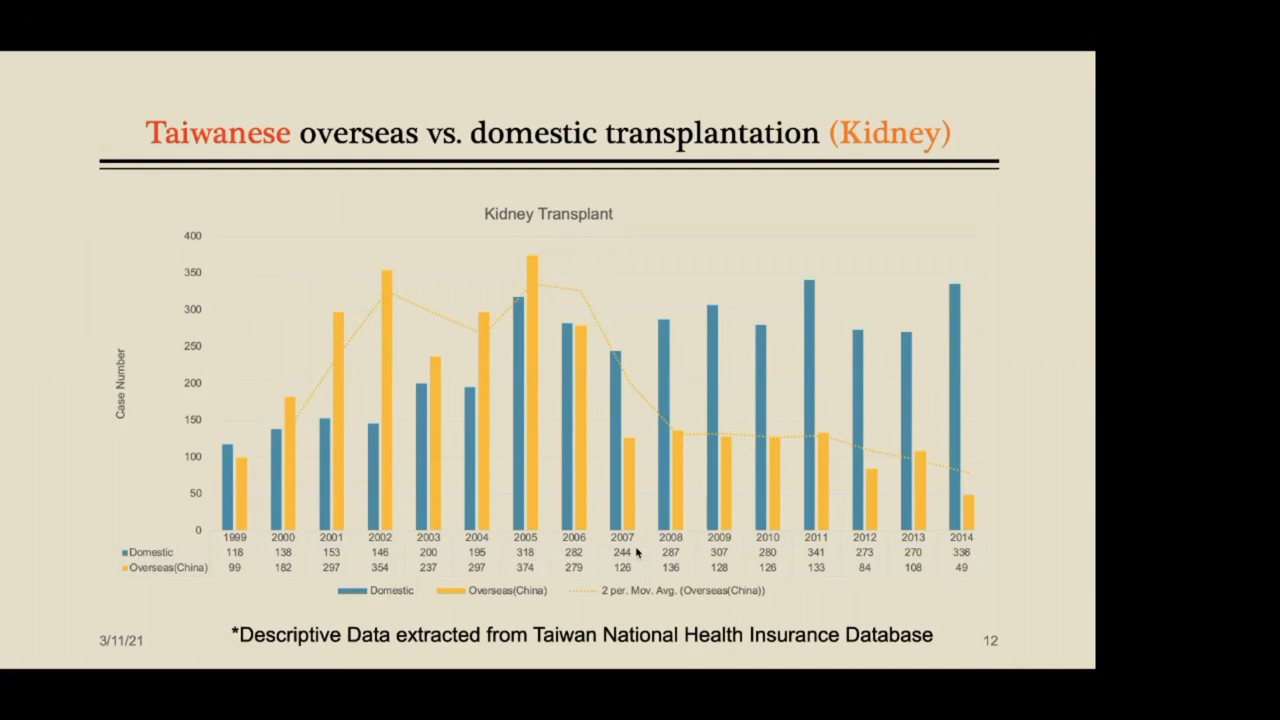 Taiwanese overseas vs. domestic transplantation (Kidney)
Kidney Transplant
Case Number
400
350
300
250
200
150
100
50
0
1999 2000 2001 2002 2003 2004 2005 2006 2007 2008 2009 2010 2011 2012 2013 2014
Domestic 118 138 153 146 200 195 318 282 244 287 307 280 341 273 270 336
Overseas(China) 99 182 297 354 237 297 374 279 126 136 128 126 133 84 108 49
Domestic Overseas(China) 2 per. Mov. Avg. (Overseas(China))
*Descriptive Data extracted from Taiwan National Health Insurance Database
3/11/21 12